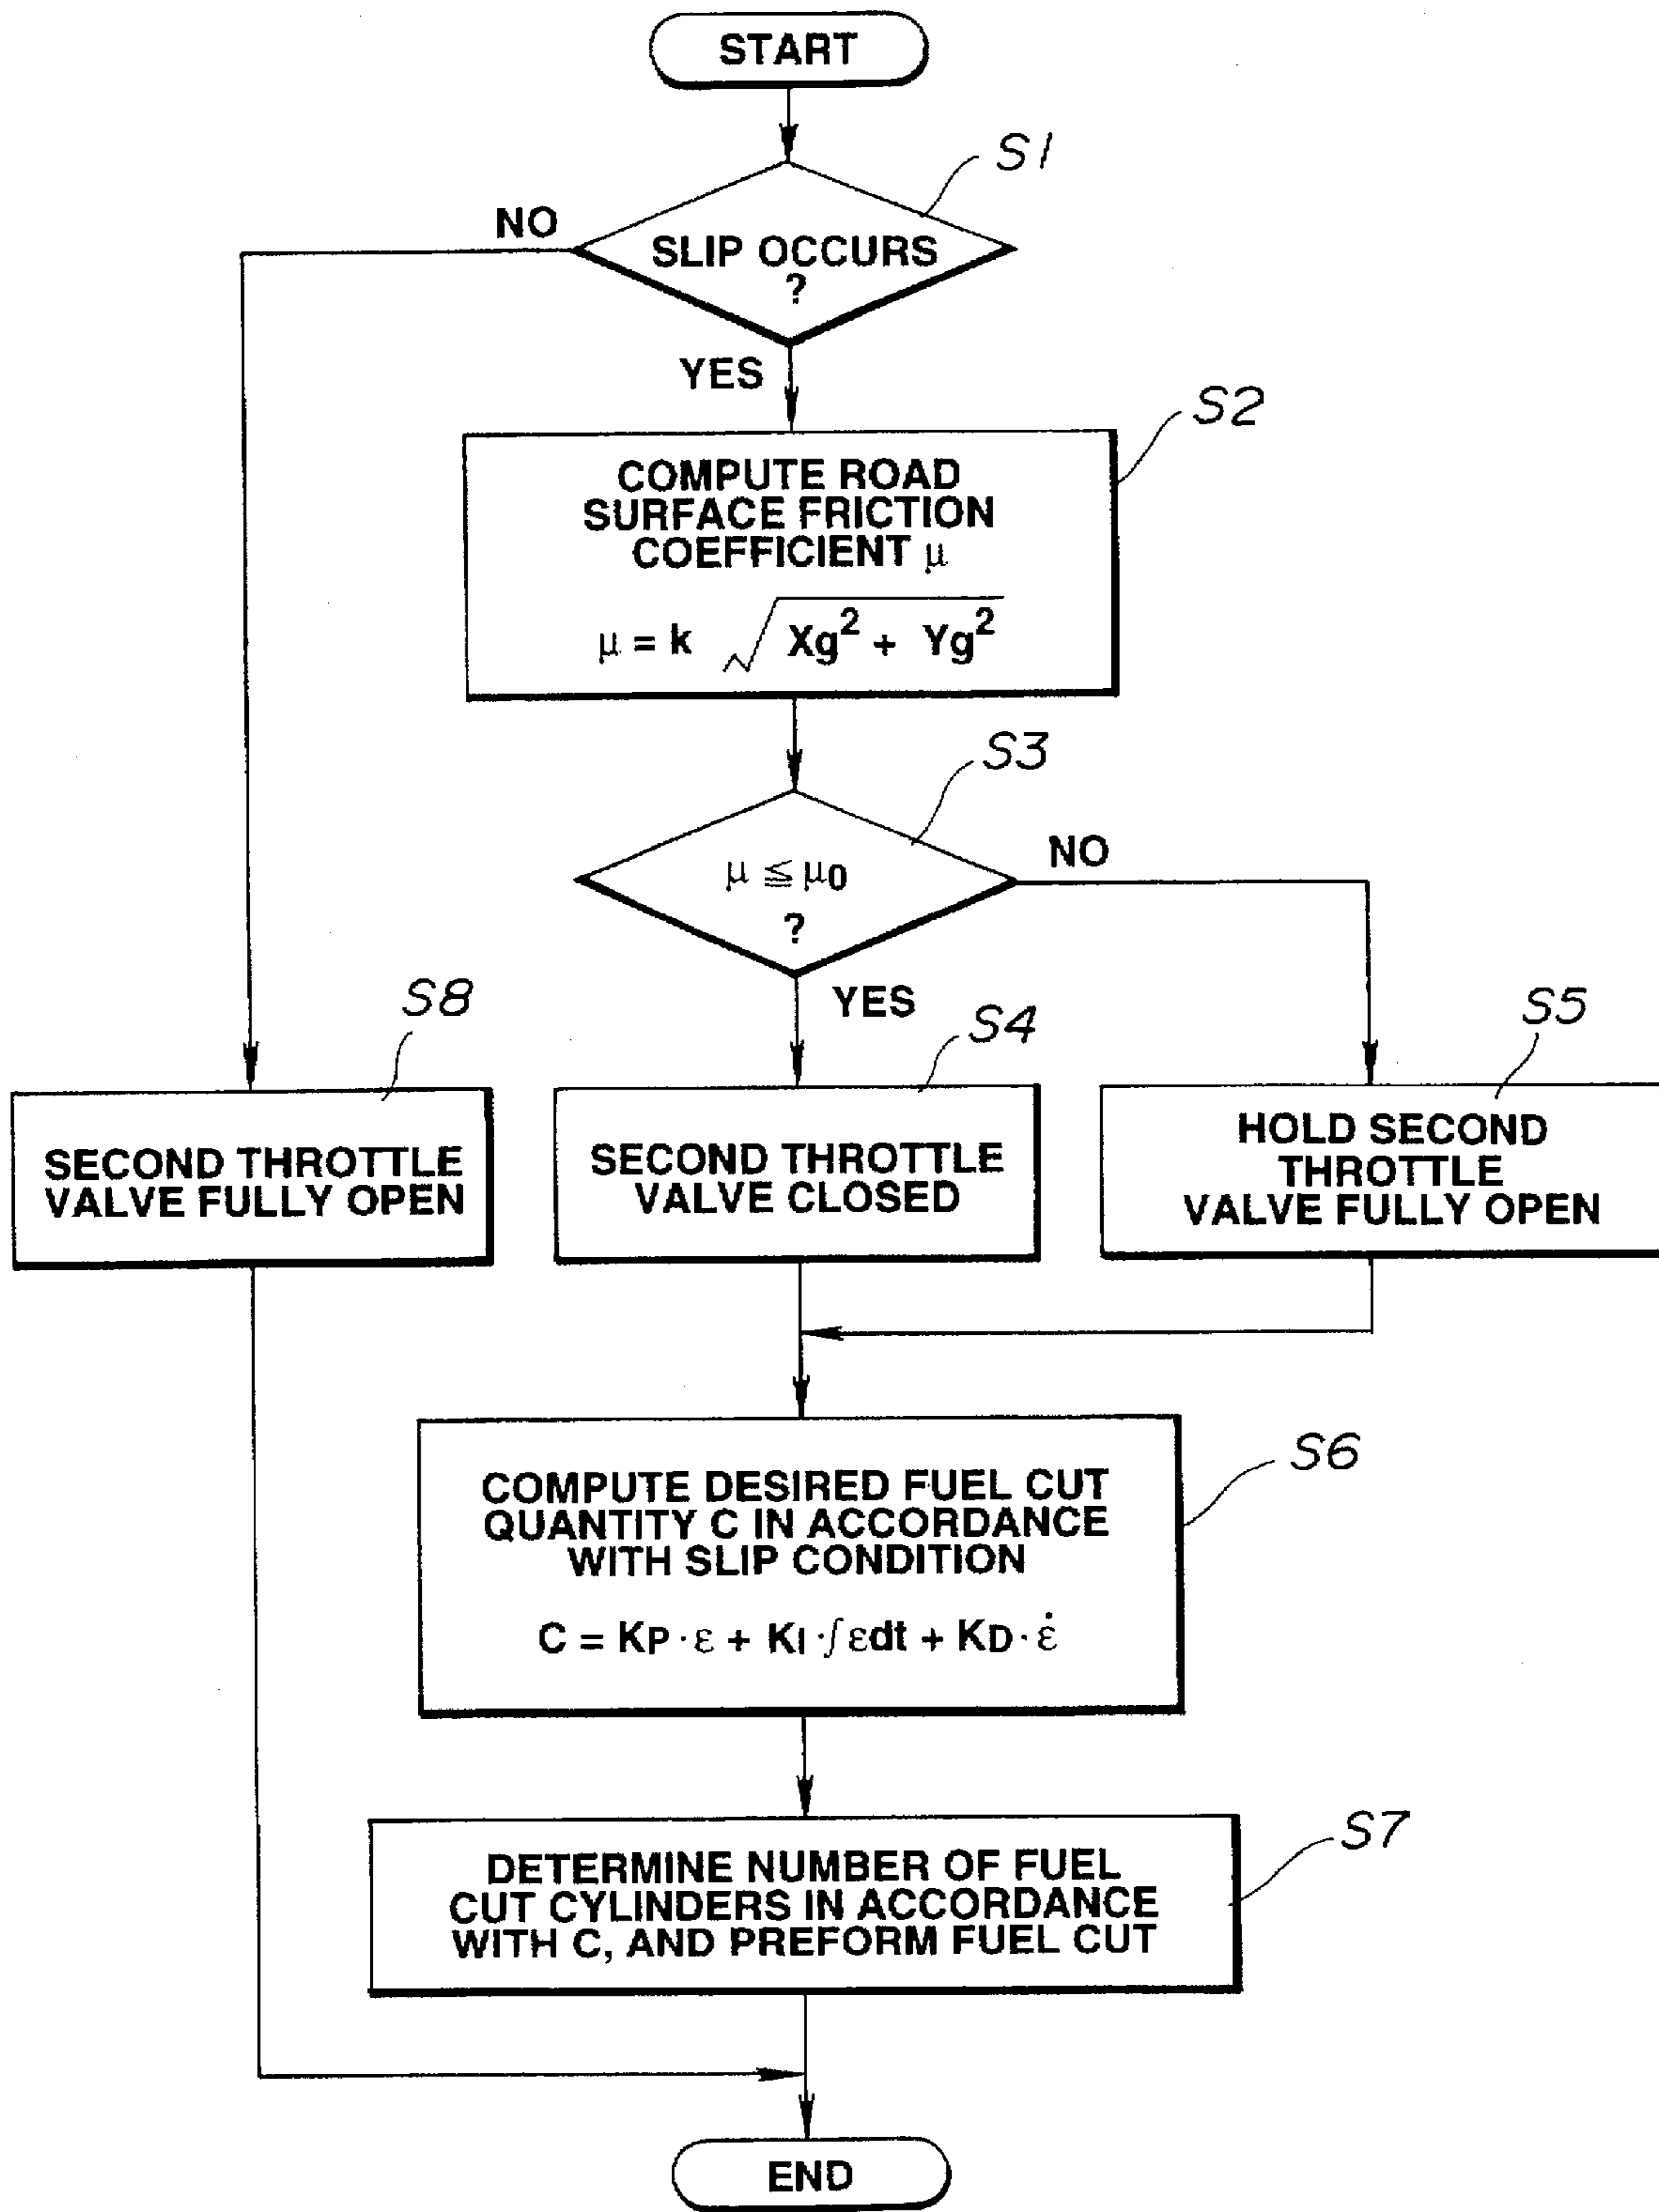 START
S1
NO
SLIP OCCURS
?
YES
S2
COMPUTE ROAD
SURFACE FRICTION
COEFFICIENT μ
μ = k √Xg² + Yg²
S3
μ ≦ μ0
?
NO
YES
S8
S4
S5
SECOND THROTTLE
VALVE FULLY OPEN
SECOND THROTTLE
VALVE CLOSED
HOLD SECOND
THROTTLE
VALVE FULLY OPEN
S6
COMPUTE DESIRED FUEL CUT
QUANTITY C IN ACCORDANCE
WITH SLIP CONDITION
C = KP · ε + KI · ∫ εdt + KD · ε̇
S7
DETERMINE NUMBER OF FUEL
CUT CYLINDERS IN ACCORDANCE
WITH C, AND PREFORM FUEL CUT
END